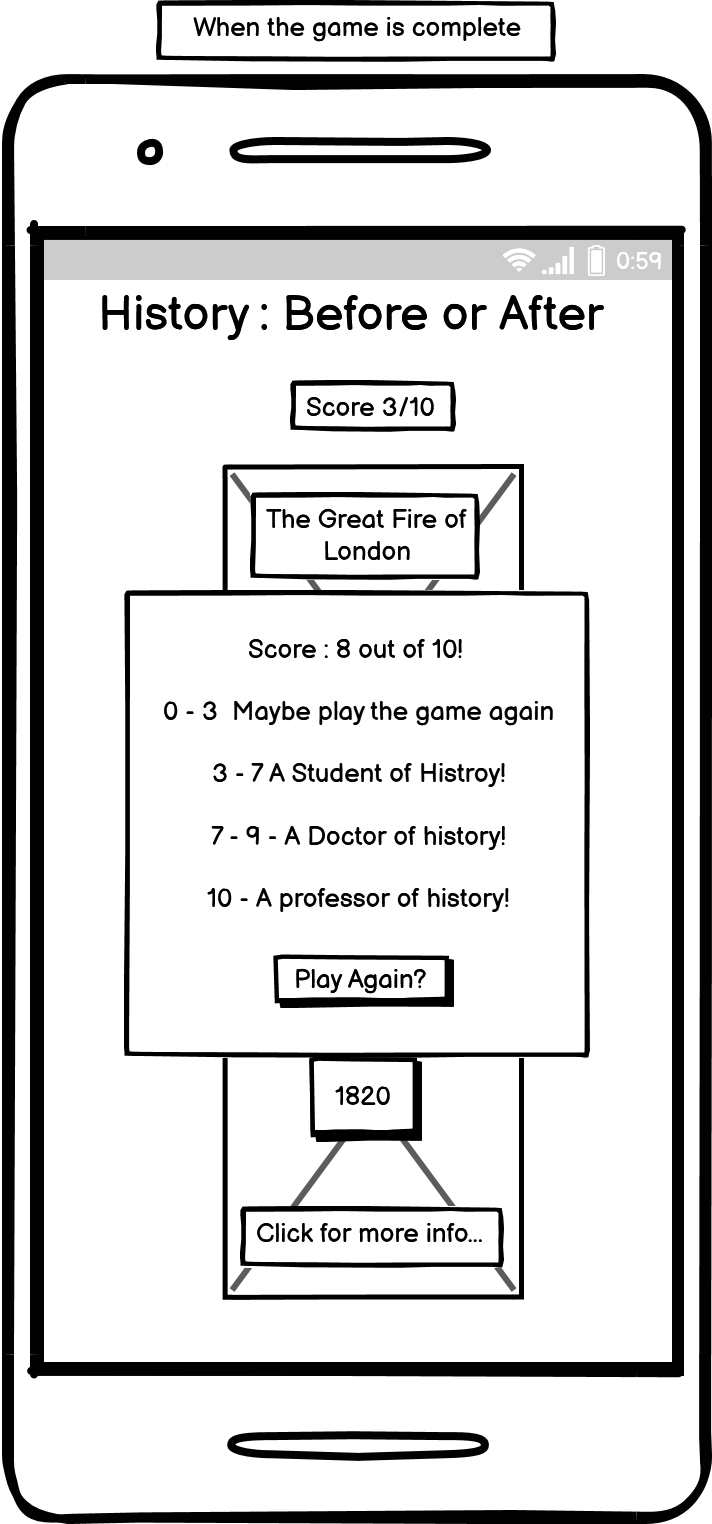 When the game is complete
0:59
History : Before or After
Score 3/10
The Great Fire of
London
Score : 8 out of 10!
0 - 3  Maybe play the game again
3 - 7 A Student of Histroy!
7 - 9 - A Doctor of history!
10 - A professor of history!
Play Again?
1820
Click for more info...